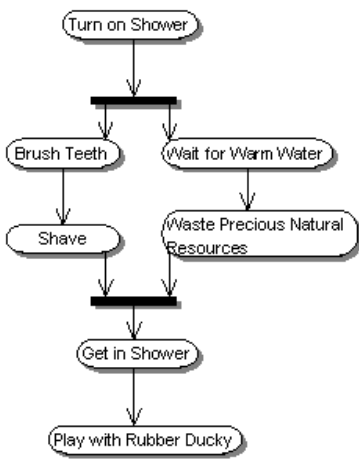 Turn on Shower
Brush Teeth
Wait for Warm Water
Shave
Waste Precious Natural
Resources
Get in Shower
Play with Rubber Ducky